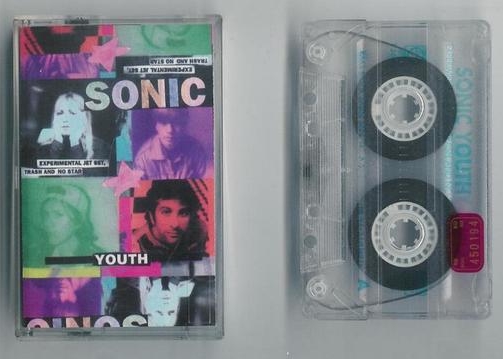 TRASH AND NO STAR
EXPERIMENTAL JET SET,
SONIC
EXPERIMENTAL JET SET,
TRASH AND NO STAR
YOUTH
SONIC
SONIC YOUTH
A
450194